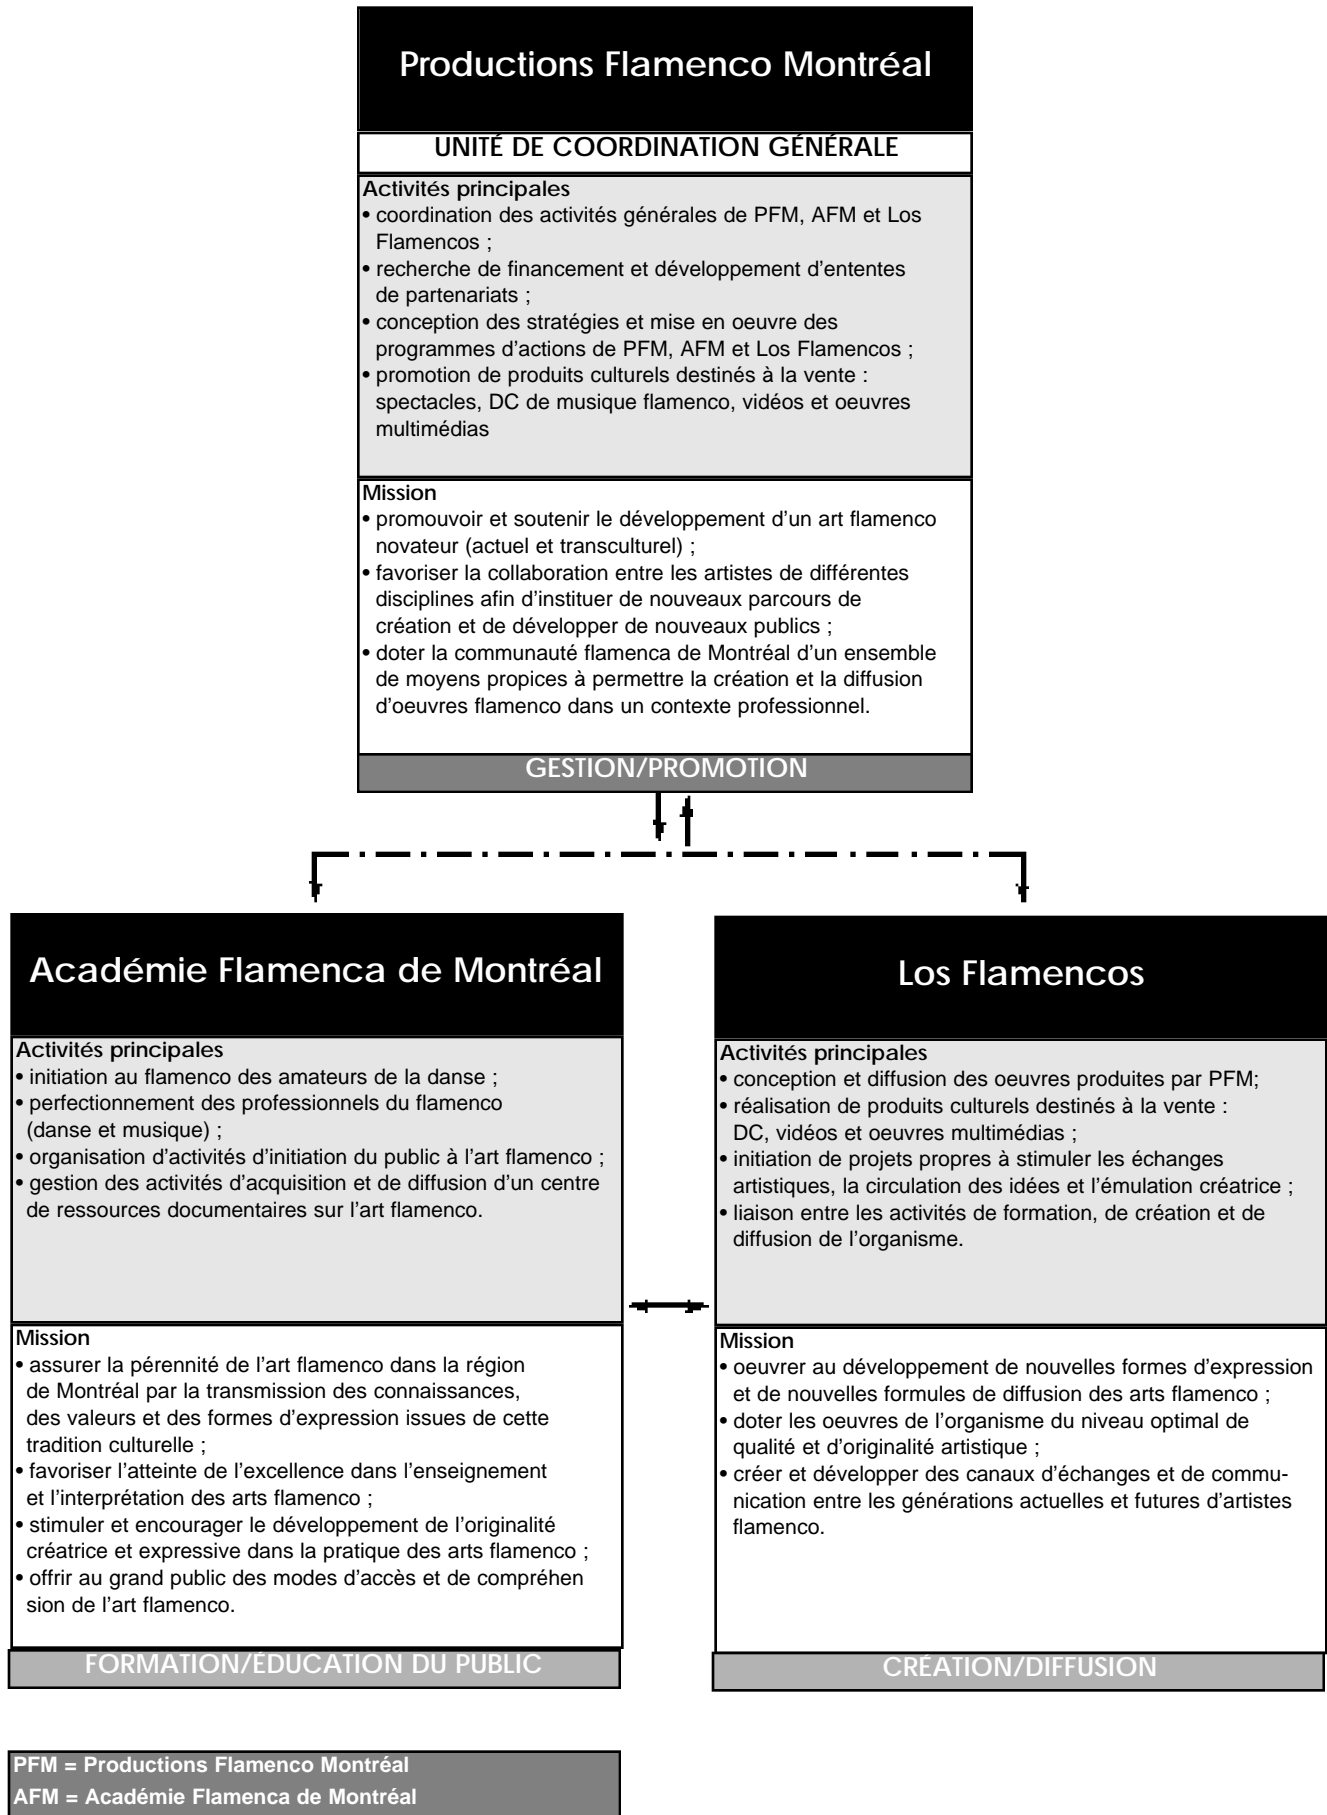 Productions Flamenco Montréal
UNITÉ DE COORDINATION GÉNÉRALE
Activités principales
• coordination des activités générales de PFM, AFM et Los
Flamencos ;
• recherche de financement et développement d'ententes
de partenariats ;
• conception des stratégies et mise en oeuvre des
programmes d'actions de PFM, AFM et Los Flamencos ;
• promotion de produits culturels destinés à la vente :
spectacles, DC de musique flamenco, vidéos et oeuvres
multimédias
Mission
• promouvoir et soutenir le développement d’un art flamenco
novateur (actuel et transculturel) ;
• favoriser la collaboration entre les artistes de différentes
disciplines afin d’instituer de nouveaux parcours de
création et de développer de nouveaux publics ;
• doter la communauté flamenca de Montréal d’un ensemble
de moyens propices à permettre la création et la diffusion
d’oeuvres flamenco dans un contexte professionnel.
GESTION/PROMOTION
Académie Flamenca de Montréal
Activités principales
• initiation au flamenco des amateurs de la danse ;
• perfectionnement des professionnels du flamenco
(danse et musique) ;
• organisation d’activités d’initiation du public à l’art flamenco ;
• gestion des activités d’acquisition et de diffusion d’un centre
de ressources documentaires sur l’art flamenco.
Mission
• assurer la pérennité de l’art flamenco dans la région
de Montréal par la transmission des connaissances,
des valeurs et des formes d’expression issues de cette
tradition culturelle ;
• favoriser l’atteinte de l’excellence dans l’enseignement
et l’interprétation des arts flamenco ;
• stimuler et encourager le développement de l’originalité
créatrice et expressive dans la pratique des arts flamenco ;
• offrir au grand public des modes d’accès et de compréhen
sion de l’art flamenco.
FORMATION/ÉDUCATION DU PUBLIC
Los Flamencos
Activités principales
• conception et diffusion des oeuvres produites par PFM;
• réalisation de produits culturels destinés à la vente :
DC, vidéos et oeuvres multimédias ;
• initiation de projets propres à stimuler les échanges
artistiques, la circulation des idées et l’émulation créatrice ;
• liaison entre les activités de formation, de création et de
diffusion de l’organisme.
Mission
• oeuvrer au développement de nouvelles formes d’expression
et de nouvelles formules de diffusion des arts flamenco ;
• doter les oeuvres de l’organisme du niveau optimal de
qualité et d’originalité artistique ;
• créer et développer des canaux d’échanges et de commu-
nication entre les générations actuelles et futures d’artistes
flamenco.
CRÉATION/DIFFUSION
PFM = Productions Flamenco Montréal
AFM = Académie Flamenca de Montréal